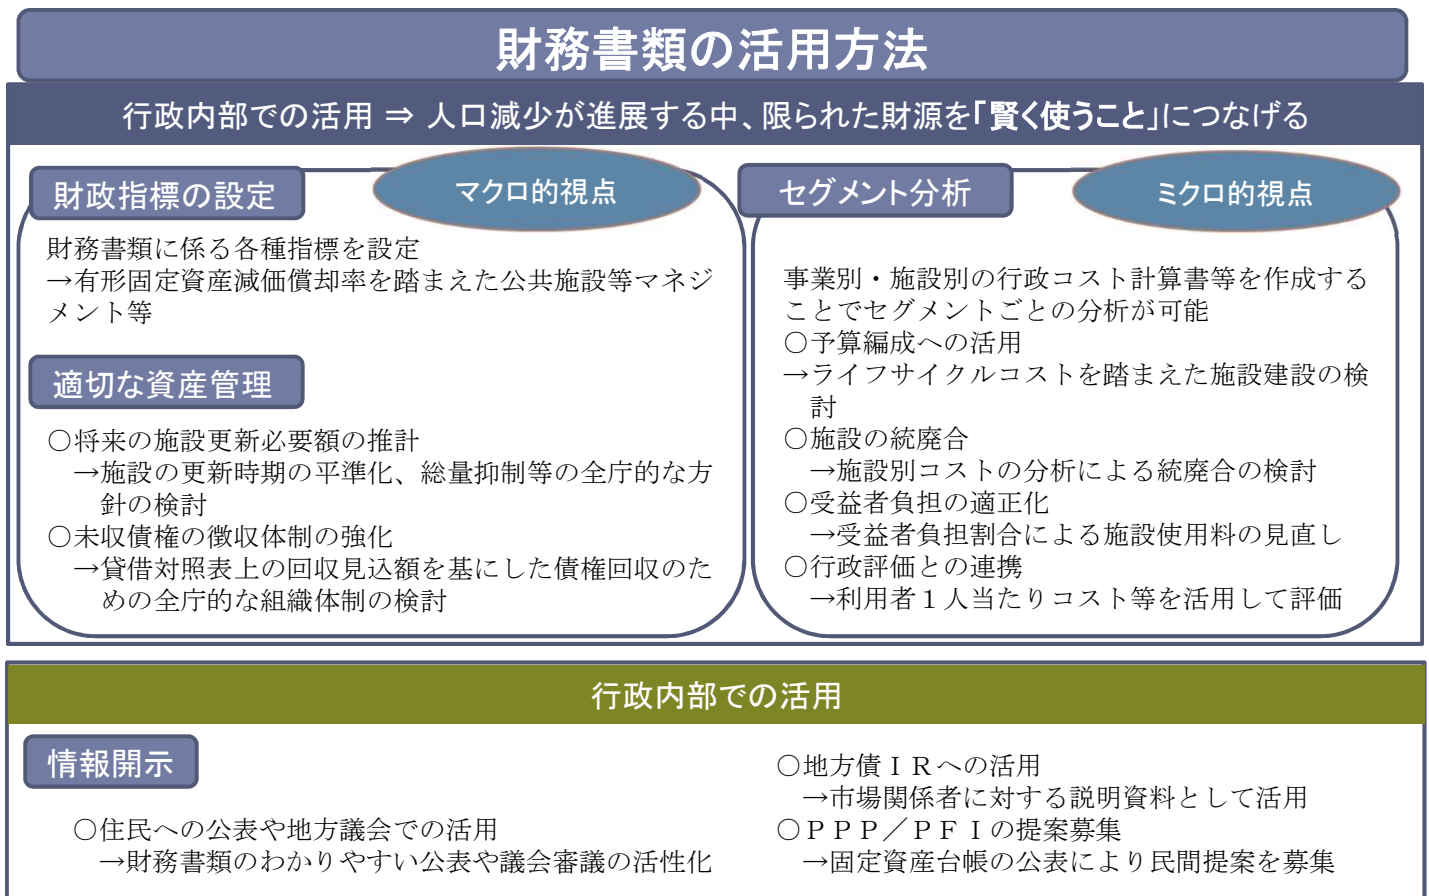 財務書類の活用方法
行政内部での活用 ⇒ 人口減少が進展する中、限られた財源を「賢く使うこと」につなげる
財政指標の設定
マクロ的視点
財務書類に係る各種指標を設定
→有形固定資産減価償却率を踏まえた公共施設等マネジ
メント等
適切な資産管理
○将来の施設更新必要額の推計
→施設の更新時期の平準化、総量抑制等の全庁的な方
針の検討
○未収債権の徴収体制の強化
→貸借対照表上の回収見込額を基にした債権回収のた
めの全庁的な組織体制の検討
セグメント分析
ミクロ的視点
事業別・施設別の行政コスト計算書等を作成する
ことでセグメントごとの分析が可能
○予算編成への活用
→ライフサイクルコストを踏まえた施設建設の検
討
○施設の統廃合
→施設別コストの分析による統廃合の検討
○受益者負担の適正化
→受益者負担割合による施設使用料の見直し
○行政評価との連携
→利用者１人当たりコスト等を活用して評価
行政内部での活用
情報開示
○住民への公表や地方議会での活用
→財務書類のわかりやすい公表や議会審議の活性化
○地方債ＩＲへの活用
→市場関係者に対する説明資料として活用
○ＰＰＰ／ＰＦＩの提案募集
→固定資産台帳の公表により民間提案を募集